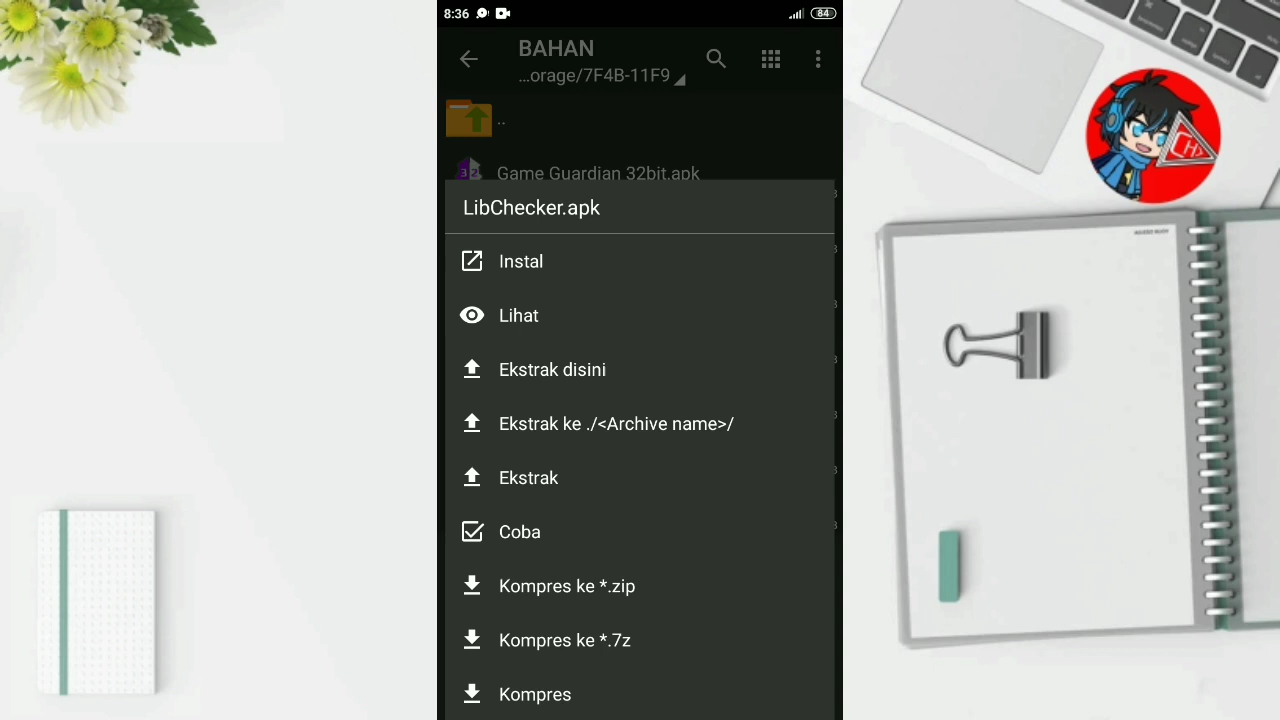 8:36
84
BAHAN
...orage/7F4B-11F9
..
Game Guardian 32bit.apk
LibChecker.apk
Instal
Lihat
Ekstrak disini
Ekstrak ke ./<Archive name>/
Ekstrak
Coba
Kompres ke *.zip
Kompres ke *.7z
Kompres